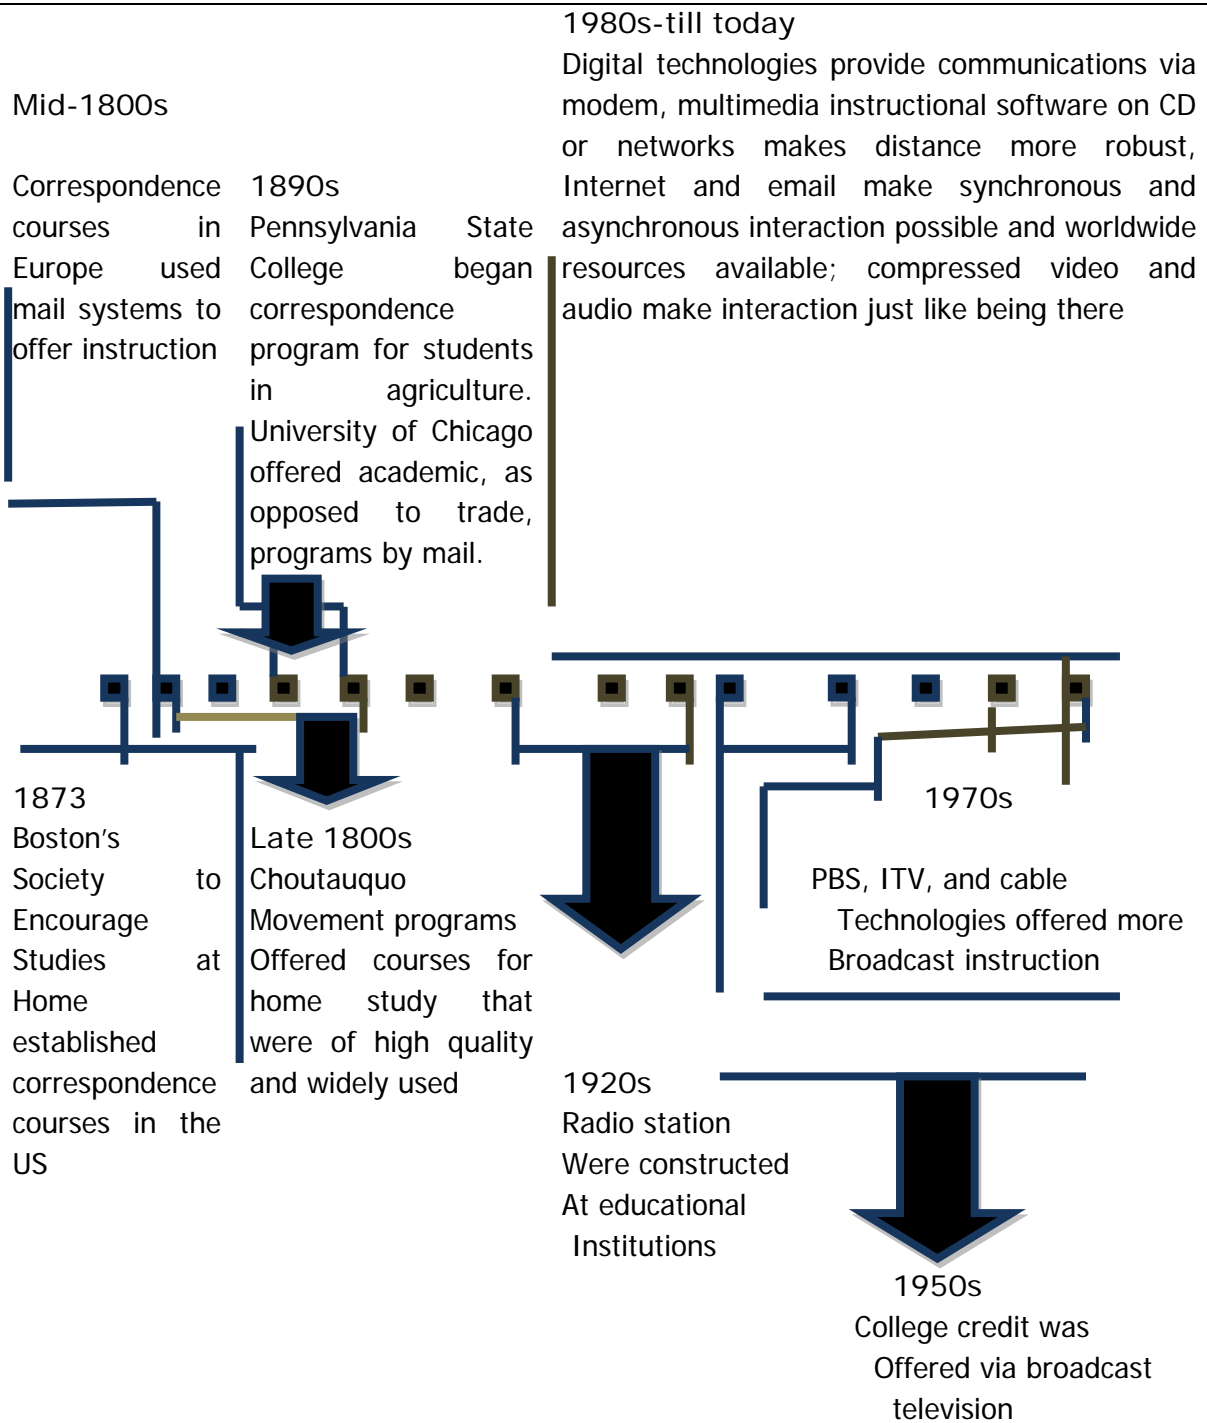 Mid-1800s
Correspondence
courses in
Europe used
mail systems to
offer instruction
1890s
Pennsylvania State
College began
correspondence
program for students
in agriculture.
University of Chicago
offered academic, as
opposed to trade,
programs by mail.
1980s-till today
Digital technologies provide communications via
modem, multimedia instructional software on CD
or networks makes distance more robust,
Internet and email make synchronous and
asynchronous interaction possible and worldwide
resources available; compressed video and
audio make interaction just like being there
1873
Boston's
Society to
Encourage
Studies at
Home
established
correspondence
courses in the
US
Late 1800s
Choutauquo
Movement programs
Offered courses for
home study that
were of high quality
and widely used
1920s
Radio station
Were constructed
At educational
Institutions
1970s
PBS, ITV, and cable
Technologies offered more
Broadcast instruction
1950s
College credit was
Offered via broadcast
television